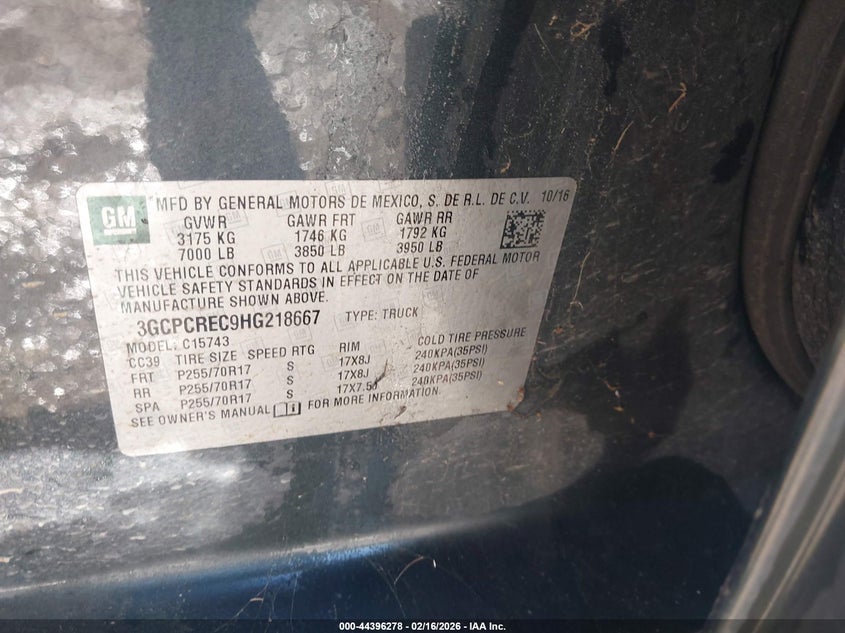 GM
MFD BY GENERAL MOTORS DE MEXICO, S. DE R.L. DE C.V. 10/16
GVWR GAWR FRT GAWR RR
3175 KG 1746 KG 1792 KG
7000 LB 3850 LB 3950 LB
THIS VEHICLE CONFORMS TO ALL APPLICABLE U.S. FEDERAL MOTOR
VEHICLE SAFETY STANDARDS IN EFFECT ON THE DATE OF
MANUFACTURE SHOWN ABOVE.
3GCPCREC9HG218667 TYPE: TRUCK
MODEL: C15743
CC39 TIRE SIZE SPEED RTG RIM COLD TIRE PRESSURE
FRT P255/70R17 S 17X8J 240KPA(35PSI)
RR P255/70R17 S 17X8J 240KPA(35PSI)
SPA P255/70R17 S 17X7.5J 240KPA(35PSI)
SEE OWNER'S MANUAL FOR MORE INFORMATION.
000-44396278 - 02/16/2026 - IAA Inc.